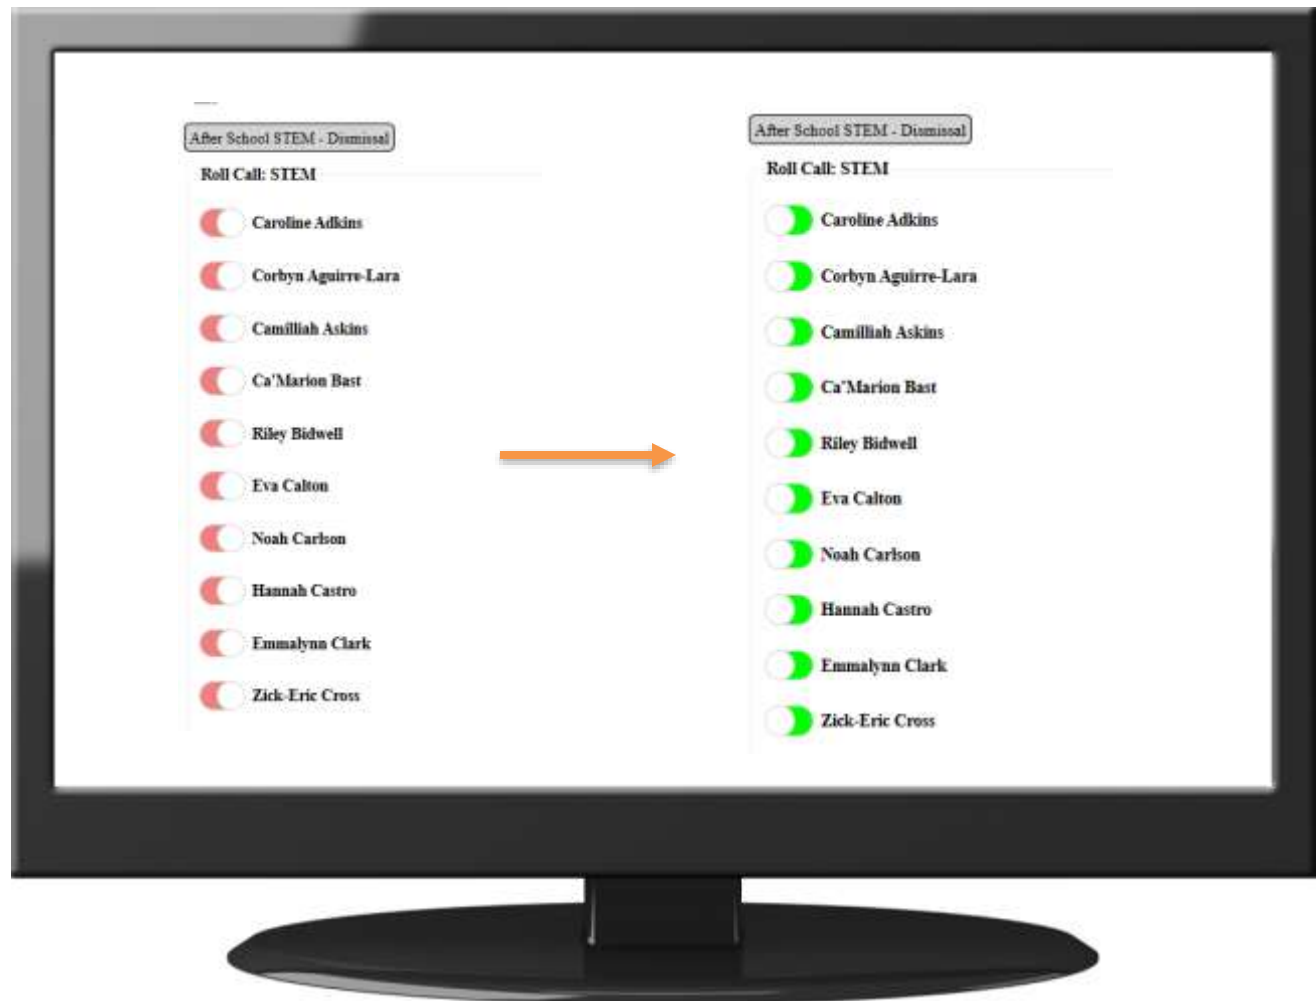 After School STEM - Dismissal
Roll Call: STEM
Caroline Adkins
Corbyn Aguirre-Lara
Camilliah Askins
Ca'Marion Bast
Riley Bidwell
Eva Calton
Noah Carlson
Hannah Castro
Emmalynn Clark
Zick-Eric Cross
After School STEM - Dismissal
Roll Call: STEM
Caroline Adkins
Corbyn Aguirre-Lara
Camilliah Askins
Ca'Marion Bast
Riley Bidwell
Eva Calton
Noah Carlson
Hannah Castro
Emmalynn Clark
Zick-Eric Cross